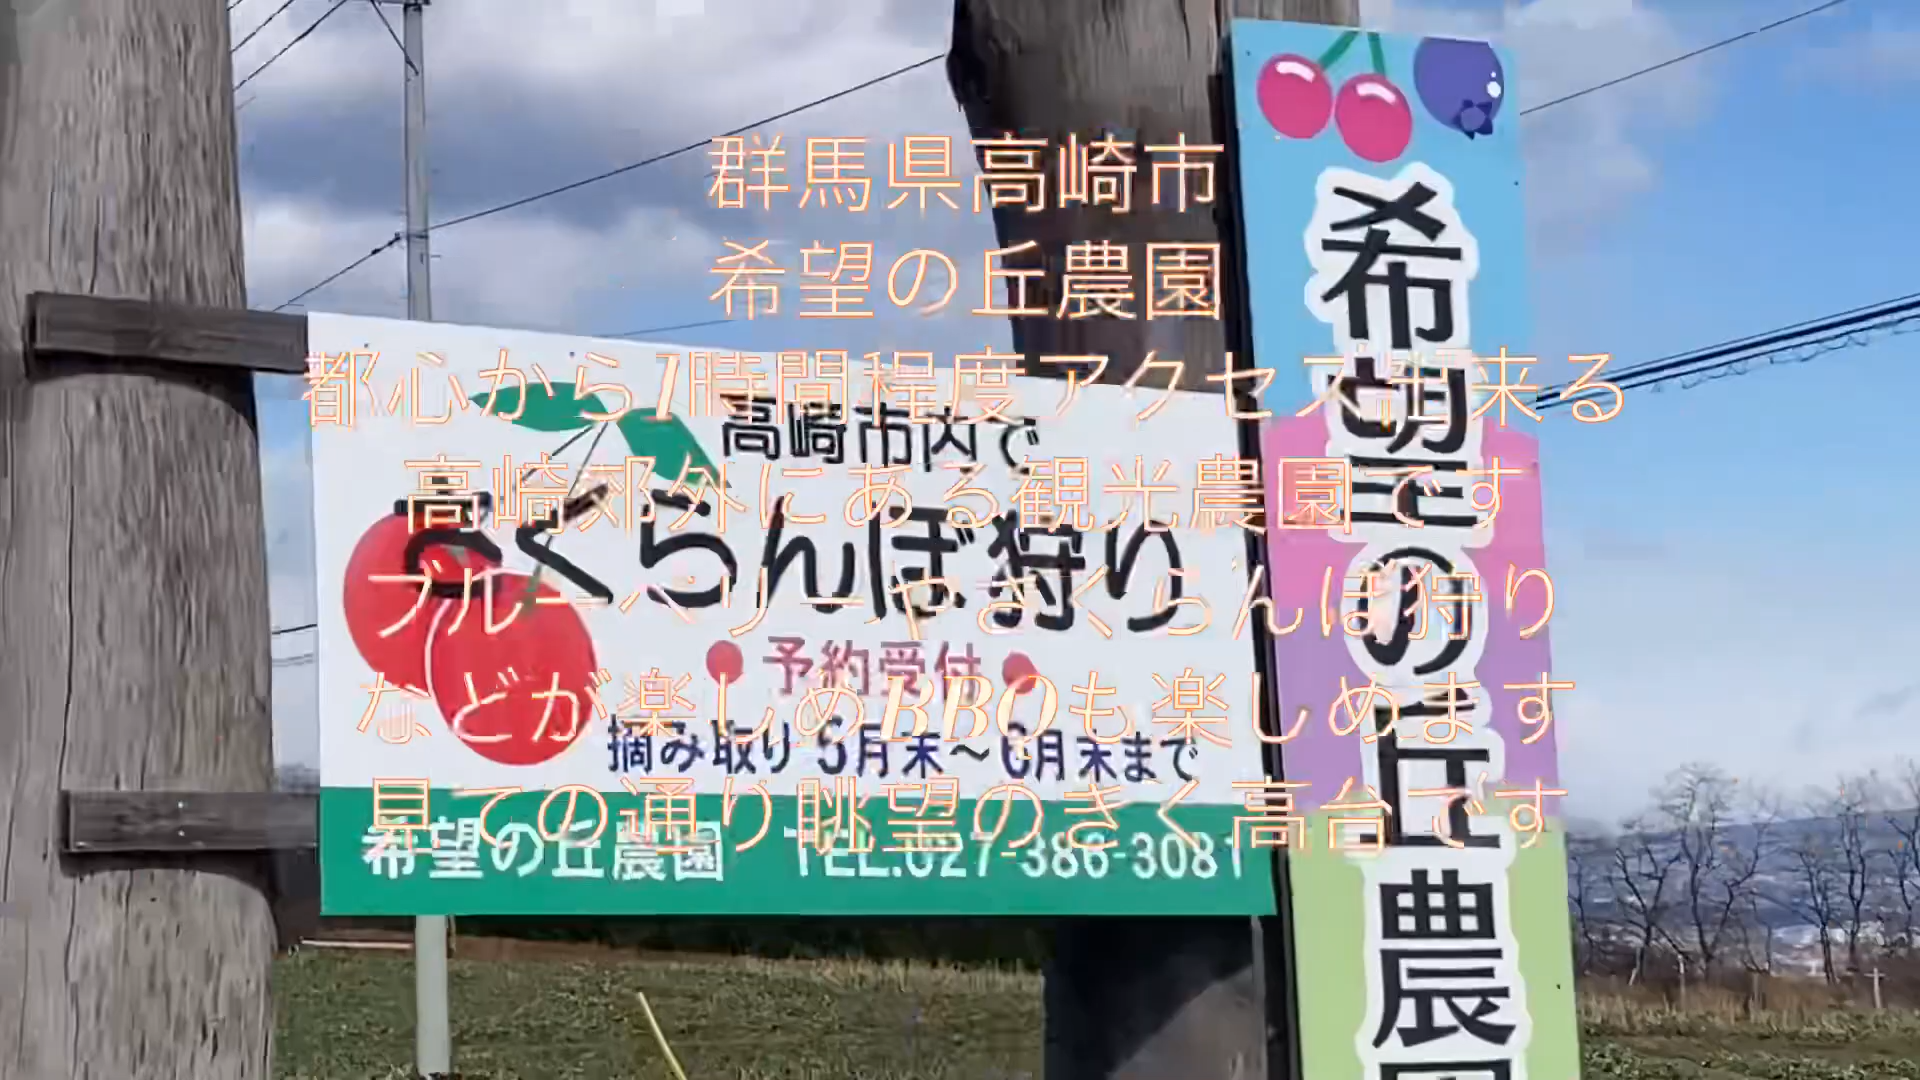 群馬県高崎市
希望の丘農園
都心から1時間程度アクセス出来る
高崎郊外にある観光農園です
ブルーベリーやさくらんぼ狩り
などが楽しめBBQも楽しめます
見ての通り眺望のきく高台です
高崎市内で
さくらんぼ狩り
●予約受付●
摘み取り 5月末～6月末まで
希望の丘農園 TEL.027-386-3081
希望の丘農園